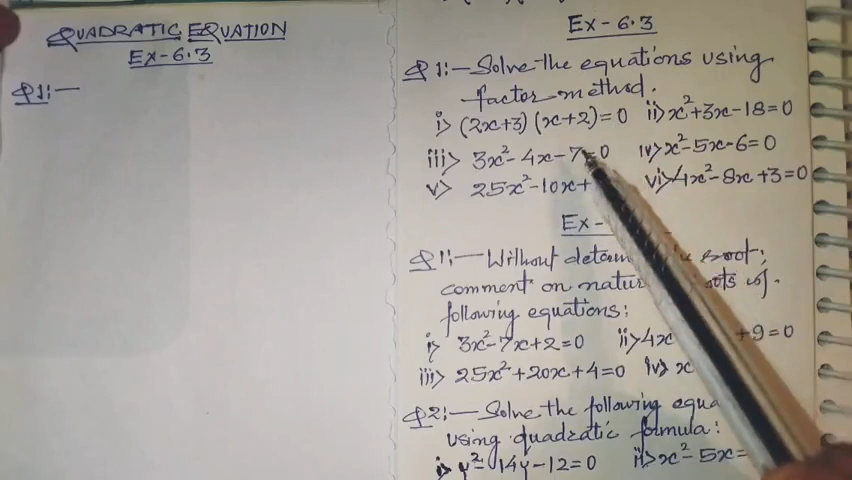 QUADRATIC EQUATION
Ex-6.3
Q1:-
Ex-6.3
Q1:- Solve the equations using
factor method.
i> (2x+3) (x+2)=0 ii> x²+3x-18=0
iii> 3x²-4x-7=0 iv> x²-5x-6=0
v> 25x²-10x+ vi> 4x²-8x+3=0
Ex-
Q1:- Without root,
comment on of
following equations:
i> 3x²-7x+2=0 ii> 4x +9=0
iii> 25x²+20x+4=0 iv> x
Q2:- Solve the following equa
using quadratic formula:
i> y²-14y-12=0 ii> x²-5x=